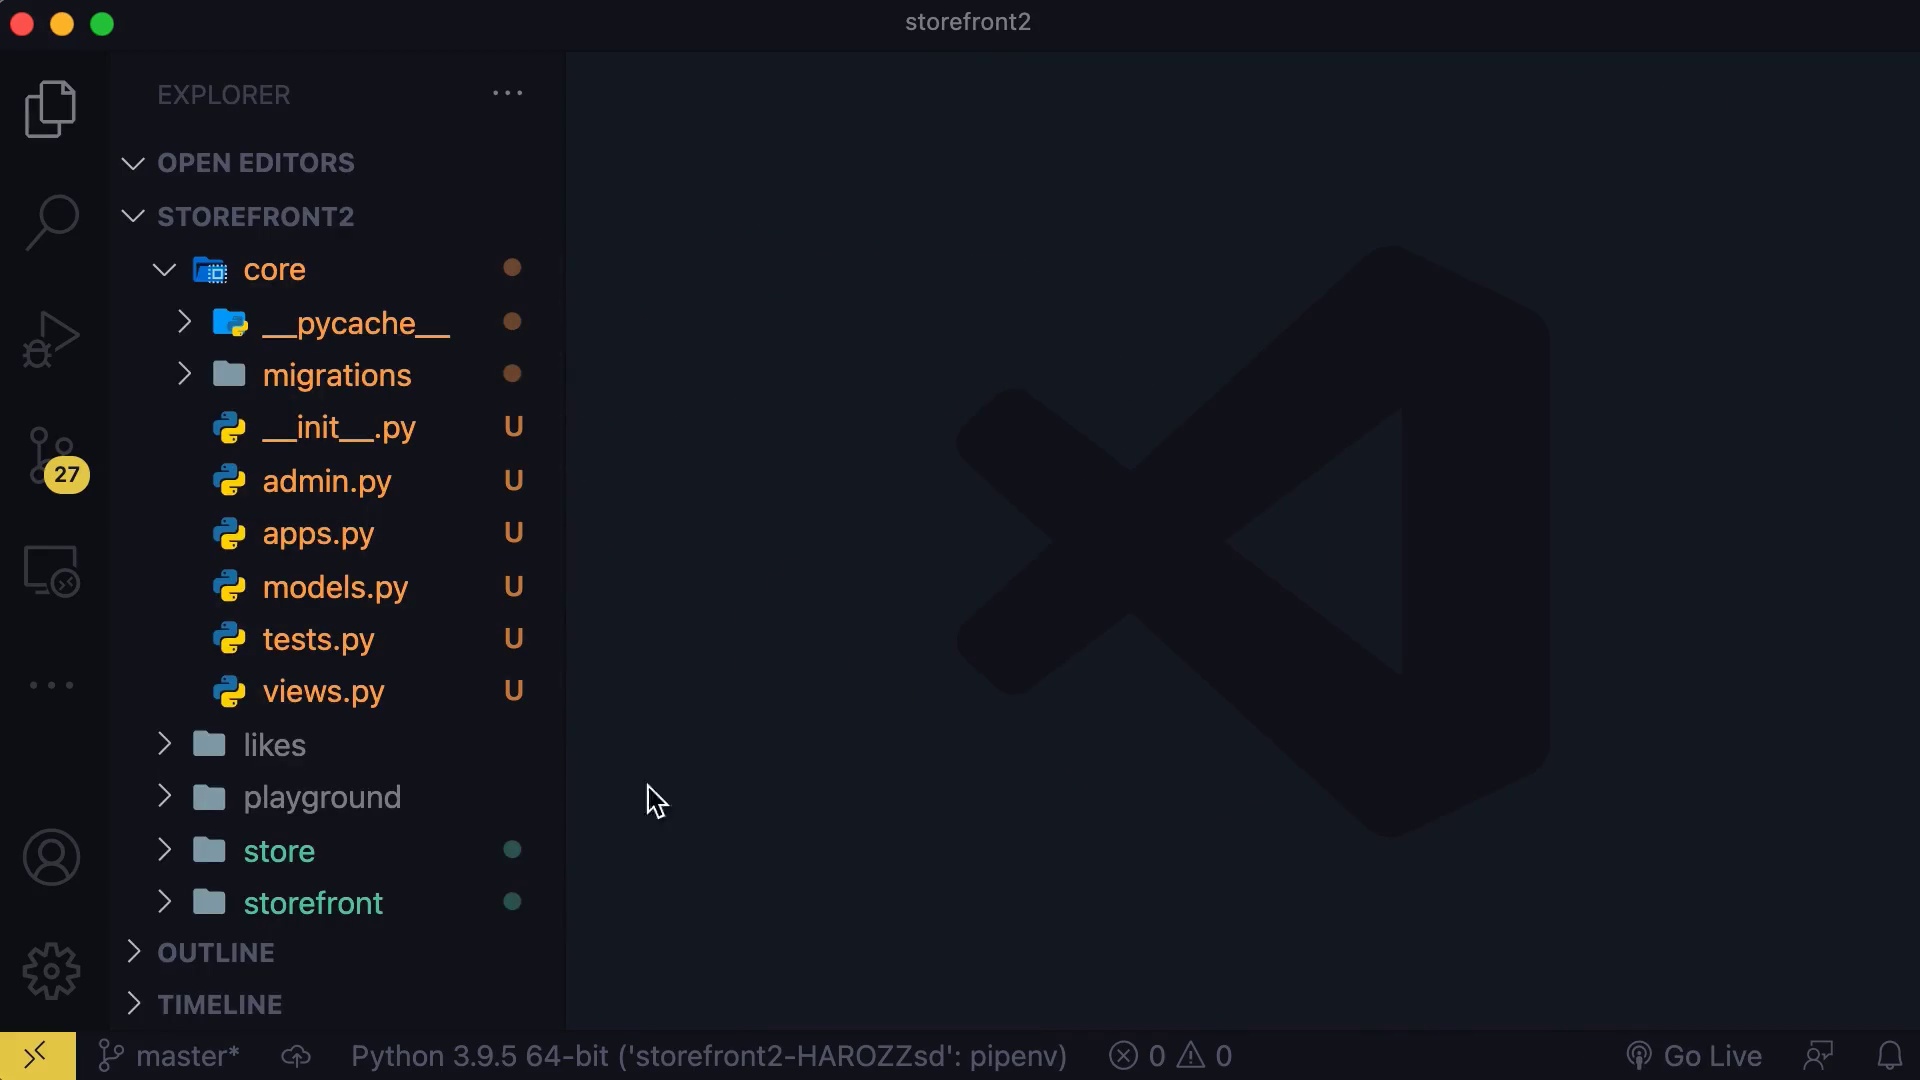 storefront2
EXPLORER
OPEN EDITORS
STOREFRONT2
core
__pycache__
migrations
__init__.py U
admin.py U
apps.py U
models.py U
tests.py U
views.py U
27
likes
playground
store
storefront
OUTLINE
TIMELINE
master* Python 3.9.5 64-bit ('storefront2-HAROZZsd': pipenv) 0 0 Go Live